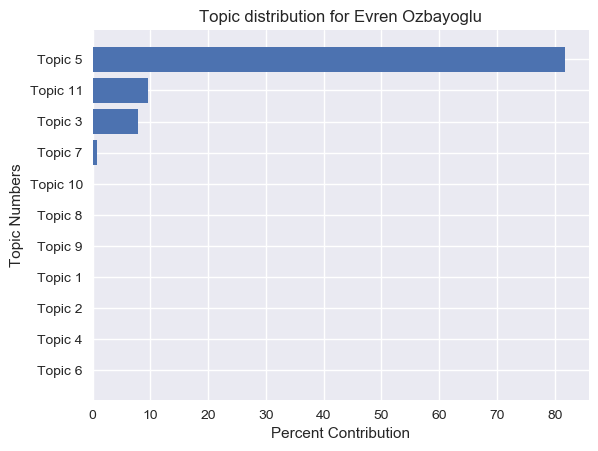 Topic distribution for Evren Ozbayoglu
Topic 5
Topic 11
Topic 3
Topic 7
Topic 10
Topic 8
Topic 9
Topic 1
Topic 2
Topic 4
Topic 6
Topic Numbers
0 10 20 30 40 50 60 70 80
Percent Contribution